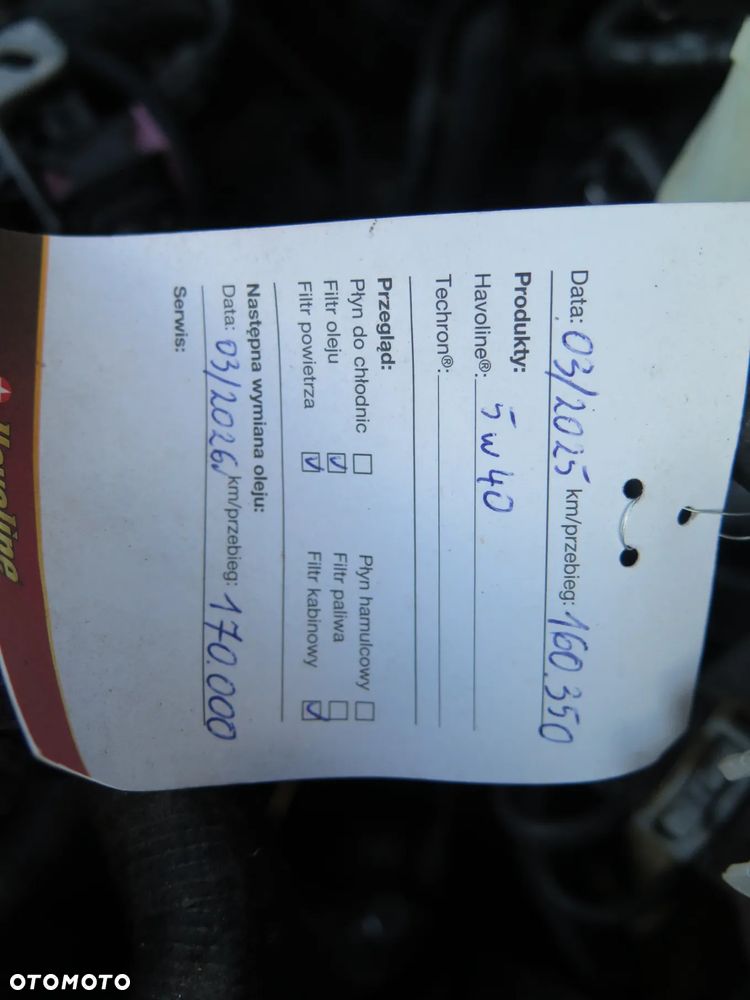 Data: 03/2025 km/przebieg: 160.350
Produkty:
Havoline®: 5w40
Techron®:
Przegląd:
Płyn do chłodnic Płyn hamulcowy
Filtr oleju Filtr paliwa
Filtr powietrza Filtr kabinowy
Następna wymiana oleju:
Data: 03/2026 km/przebieg: 170.000
Serwis:
Havoline
OTOMOTO